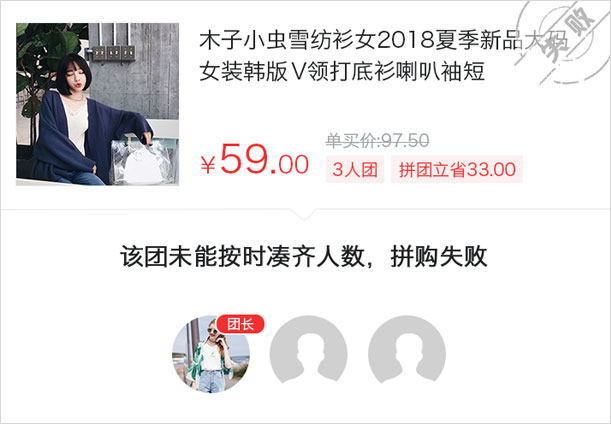 木子小虫雪纺衫女2018夏季新品大码
女装韩版V领打底衫喇叭袖短
失败
¥59.00
单买价:97.50
3人团
拼团立省33.00
该团未能按时凑齐人数，拼购失败
团长